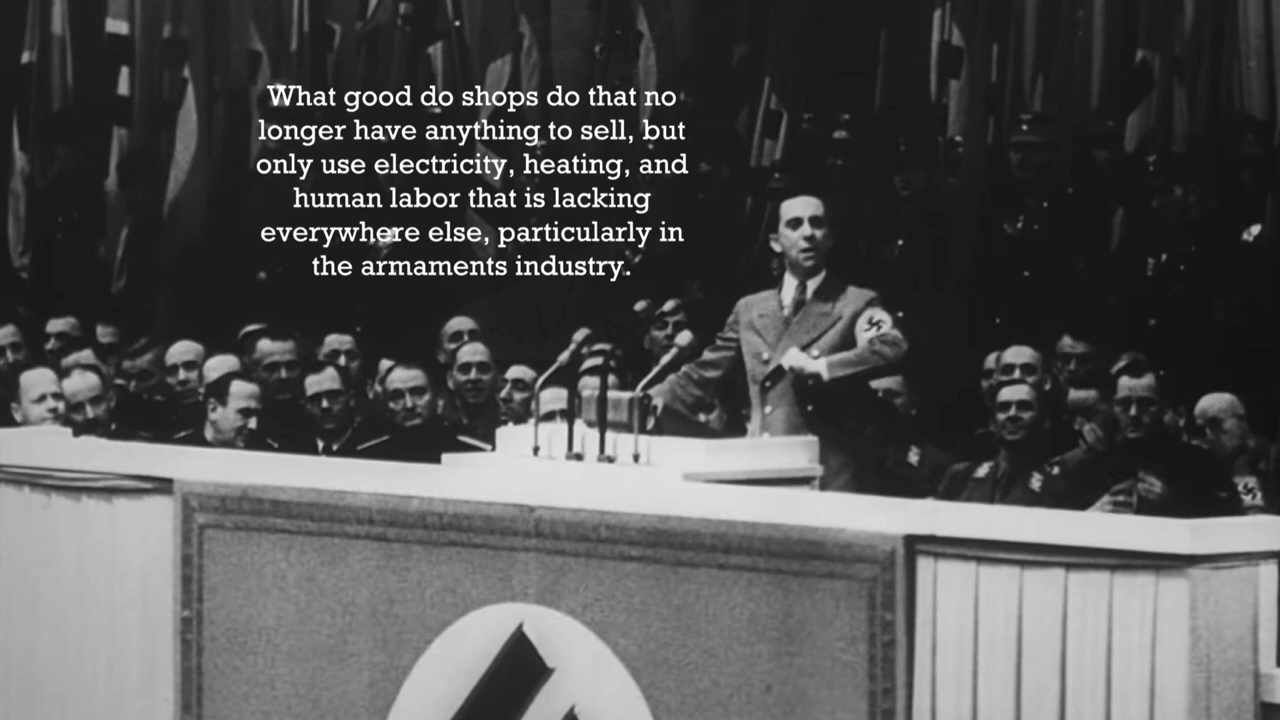 What good do shops do that no
longer have anything to sell, but
only use electricity, heating, and
human labor that is lacking
everywhere else, particularly in
the armaments industry.